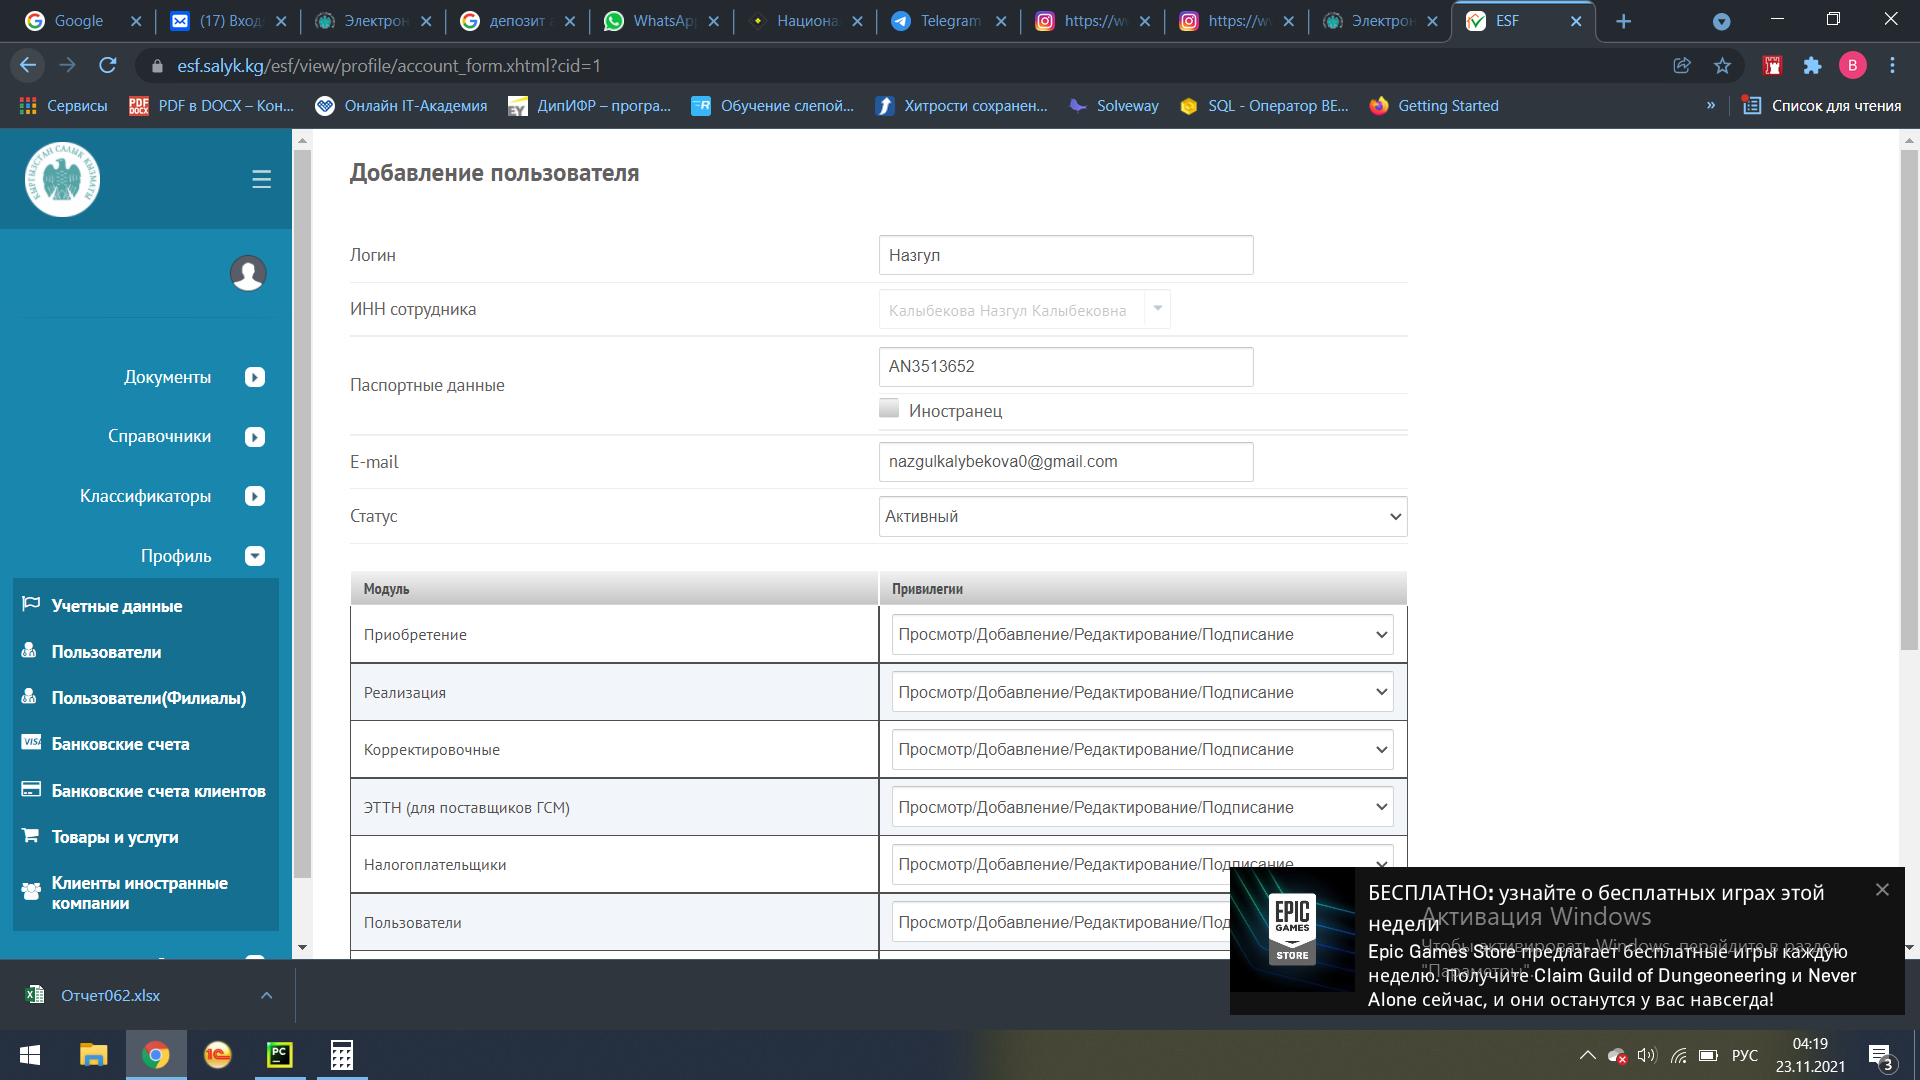 Google
(17) Вход
Электрон
депозит
WhatsAp
Национа
Telegram
https://w
https://w
Электрон
ESF
esf.salyk.kg/esf/view/profile/account_form.xhtml?cid=1
B
Сервисы
PDF в DOCX – Кон...
Онлайн IT-Академия
ДипИФР – програ...
Обучение слепой...
Хитрости сохранен...
Solveway
SQL - Оператор BE...
Getting Started
»
Список для чтения
Добавление пользователя
Логин
Назгул
ИНН сотрудника
Калыбекова Назгул Калыбековна
Паспортные данные
AN3513652
Иностранец
E-mail
nazgulkalybekova0@gmail.com
Статус
Активный
Документы
Справочники
Классификаторы
Профиль
Учетные данные
Пользователи
Пользователи(Филиалы)
Банковские счета
Банковские счета клиентов
Товары и услуги
Клиенты иностранные
компании
Модуль
Привилегии
Приобретение
Просмотр/Добавление/Редактирование/Подписание
Реализация
Просмотр/Добавление/Редактирование/Подписание
Корректировочные
Просмотр/Добавление/Редактирование/Подписание
ЭТТН (для поставщиков ГСМ)
Просмотр/Добавление/Редактирование/Подписание
Налогоплательщики
Просмотр/Добавление/Редактирование/Подписание
Пользователи
Просмотр/Добавление/Редактирование/Под
EPIC
GAMES
STORE
БЕСПЛАТНО: узнайте о бесплатных играх этой
недели
Epic Games Store предлагает бесплатные игры каждую
неделю. Получите Claim Guild of Dungeoneering и Never
Alone сейчас, и они останутся у вас навсегда!
Активация Windows
Чтобы активировать Windows, перейдите в раздел
"Параметры".
Отчет062.xlsx
РУС
04:19
23.11.2021
3